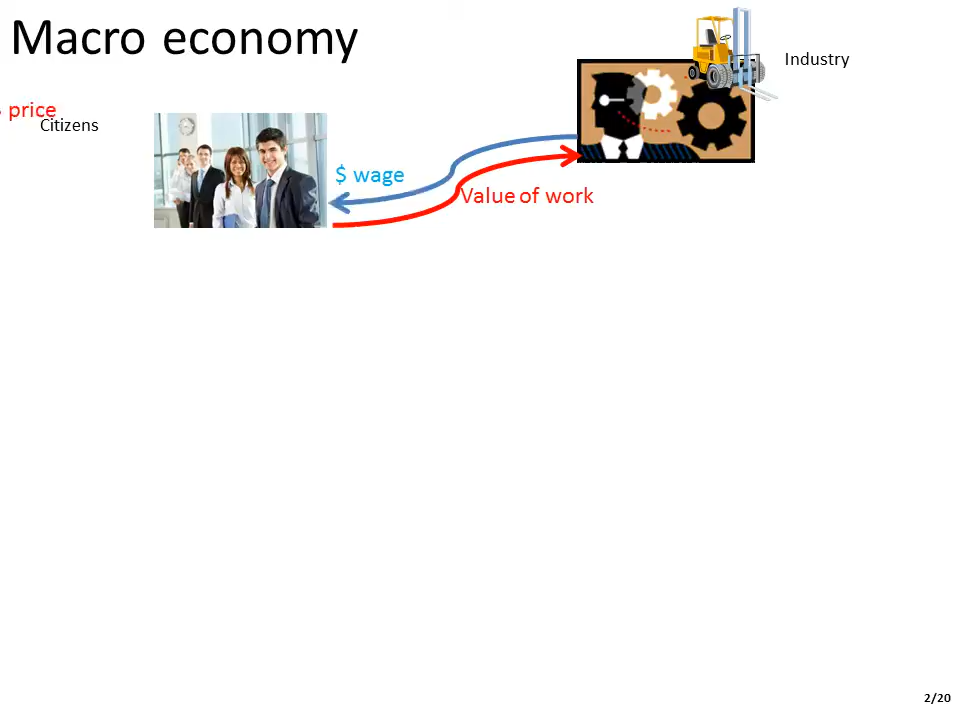 Macro economy
Industry
price
Citizens
$ wage
Value of work
2/20